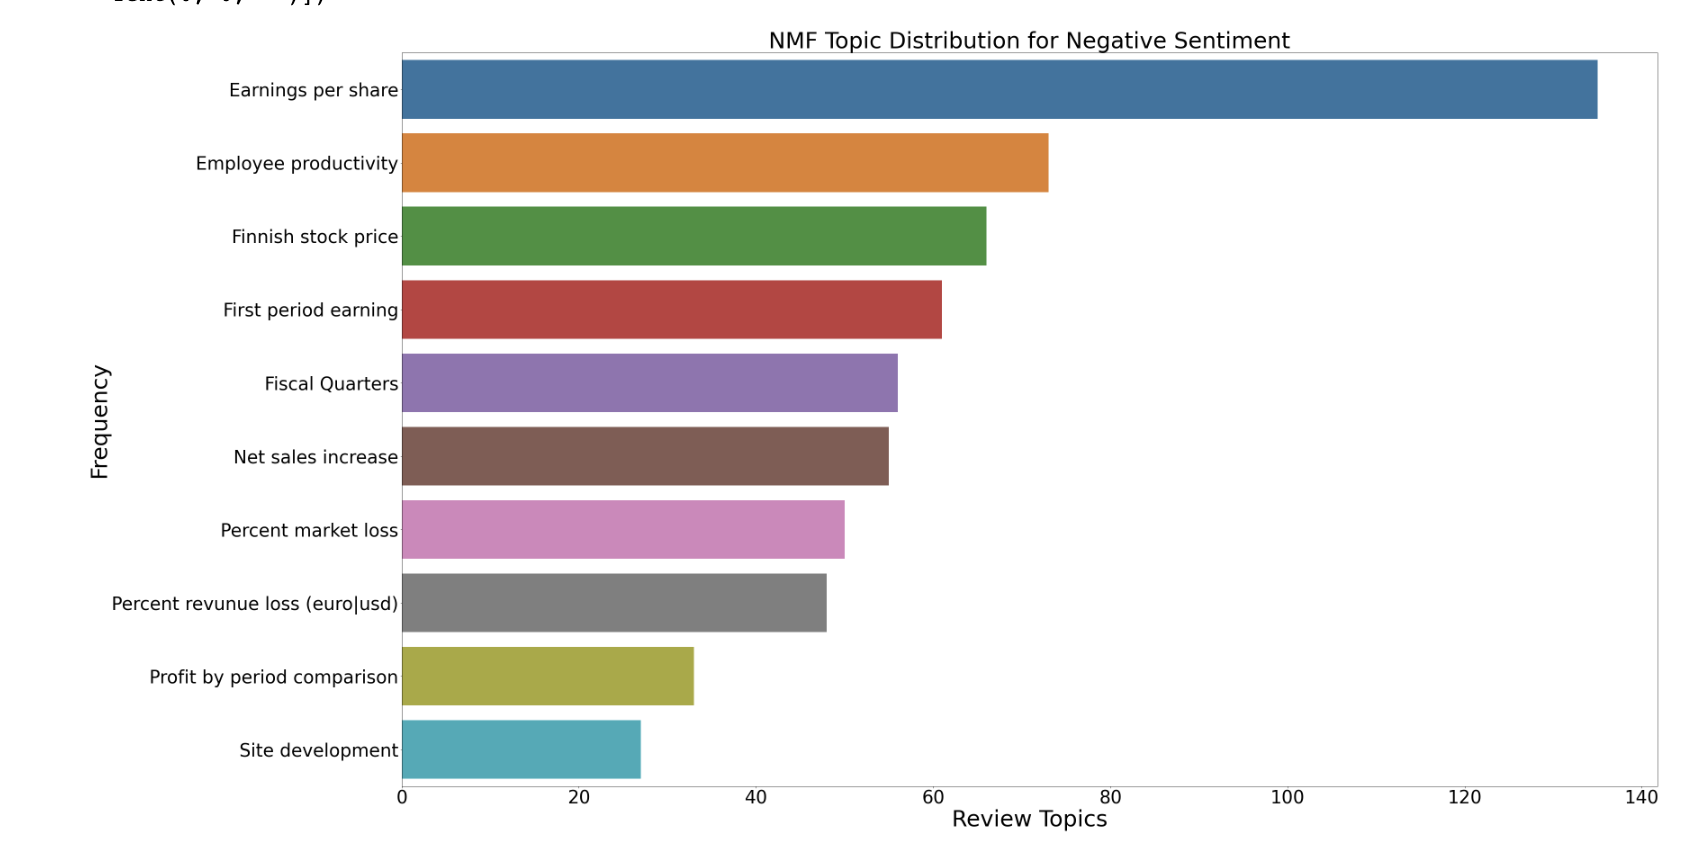 NMF Topic Distribution for Negative Sentiment
Earnings per share
Employee productivity
Finnish stock price
First period earning
Fiscal Quarters
Net sales increase
Percent market loss
Percent revunue loss (euro|usd)
Profit by period comparison
Site development
Frequency
0 20 40 60 80 100 120 140
Review Topics